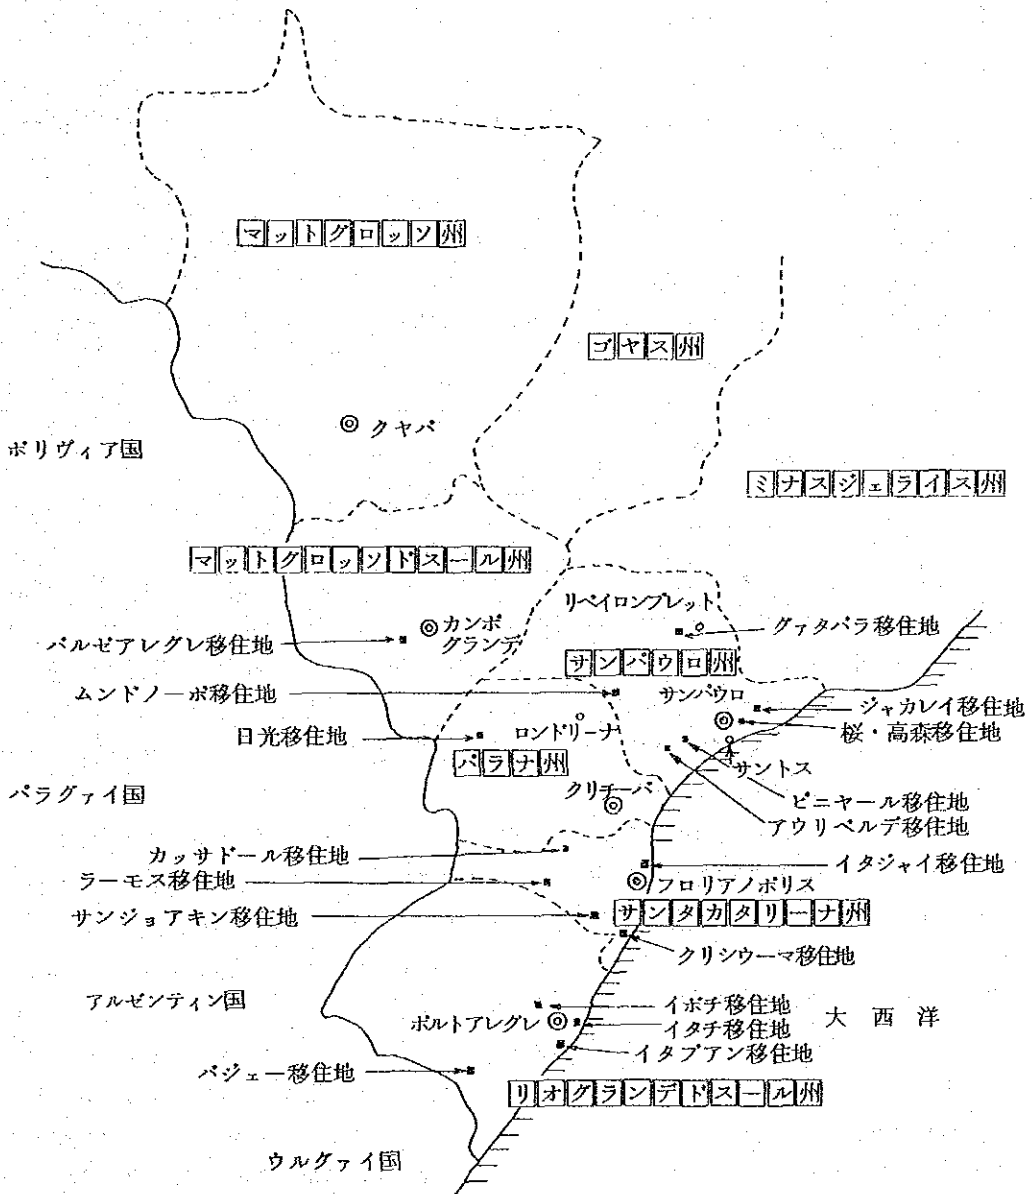 マットグロッソ州
ゴヤス州
クヤバ
ボリヴィア国
ミナスジェライス州
マットグロッソドスール州
リベイロンプレット
カンポ
グランデ
グァタパラ移住地
バルゼアレグレ移住地
サンパウロ州
ムンドノーボ移住地
サンパウロ
ジャカレイ移住地
桜・高森移住地
日光移住地
ロンドリーナ
パラナ州
サントス
パラグァイ国
クリチーバ
ピニャール移住地
アウリベルデ移住地
カッサドール移住地
イタジャイ移住地
ラーモス移住地
フロリアノポリス
サンジョアキン移住地
サンタカタリーナ州
クリシウーマ移住地
アルゼンティン国
イボチ移住地
大西洋
ポルトアレグレ
イタチ移住地
イタプアン移住地
バジェー移住地
リオグランデドスール州
ウルグァイ国